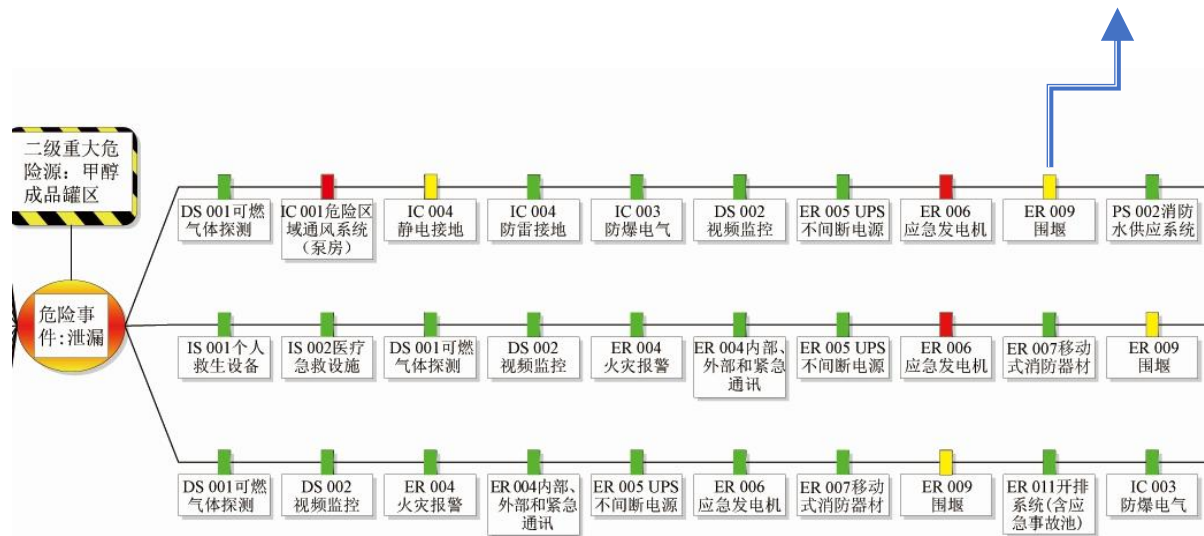 二级重大危
险源：甲醇
成品罐区
危险事
件:泄漏
DS 001可燃
气体探测
IC 001危险区
域通风系统
（泵房）
IC 004
静电接地
IC 004
防雷接地
IC 003
防爆电气
DS 002
视频监控
ER 005 UPS
不间断电源
ER 006
应急发电机
ER 009
围堰
PS 002消防
水供应系统
IS 001个人
救生设备
IS 002医疗
急救设施
DS 001可燃
气体探测
DS 002
视频监控
ER 004
火灾报警
ER 004内部、
外部和紧急
通讯
ER 005 UPS
不间断电源
ER 006
应急发电机
ER 007移动
式消防器材
ER 009
围堰
DS 001可燃
气体探测
DS 002
视频监控
ER 004
火灾报警
ER 004内部、
外部和紧急
通讯
ER 005 UPS
不间断电源
ER 006
应急发电机
ER 007移动
式消防器材
ER 009
围堰
ER 011开排
系统(含应
急事故池)
IC 003
防爆电气